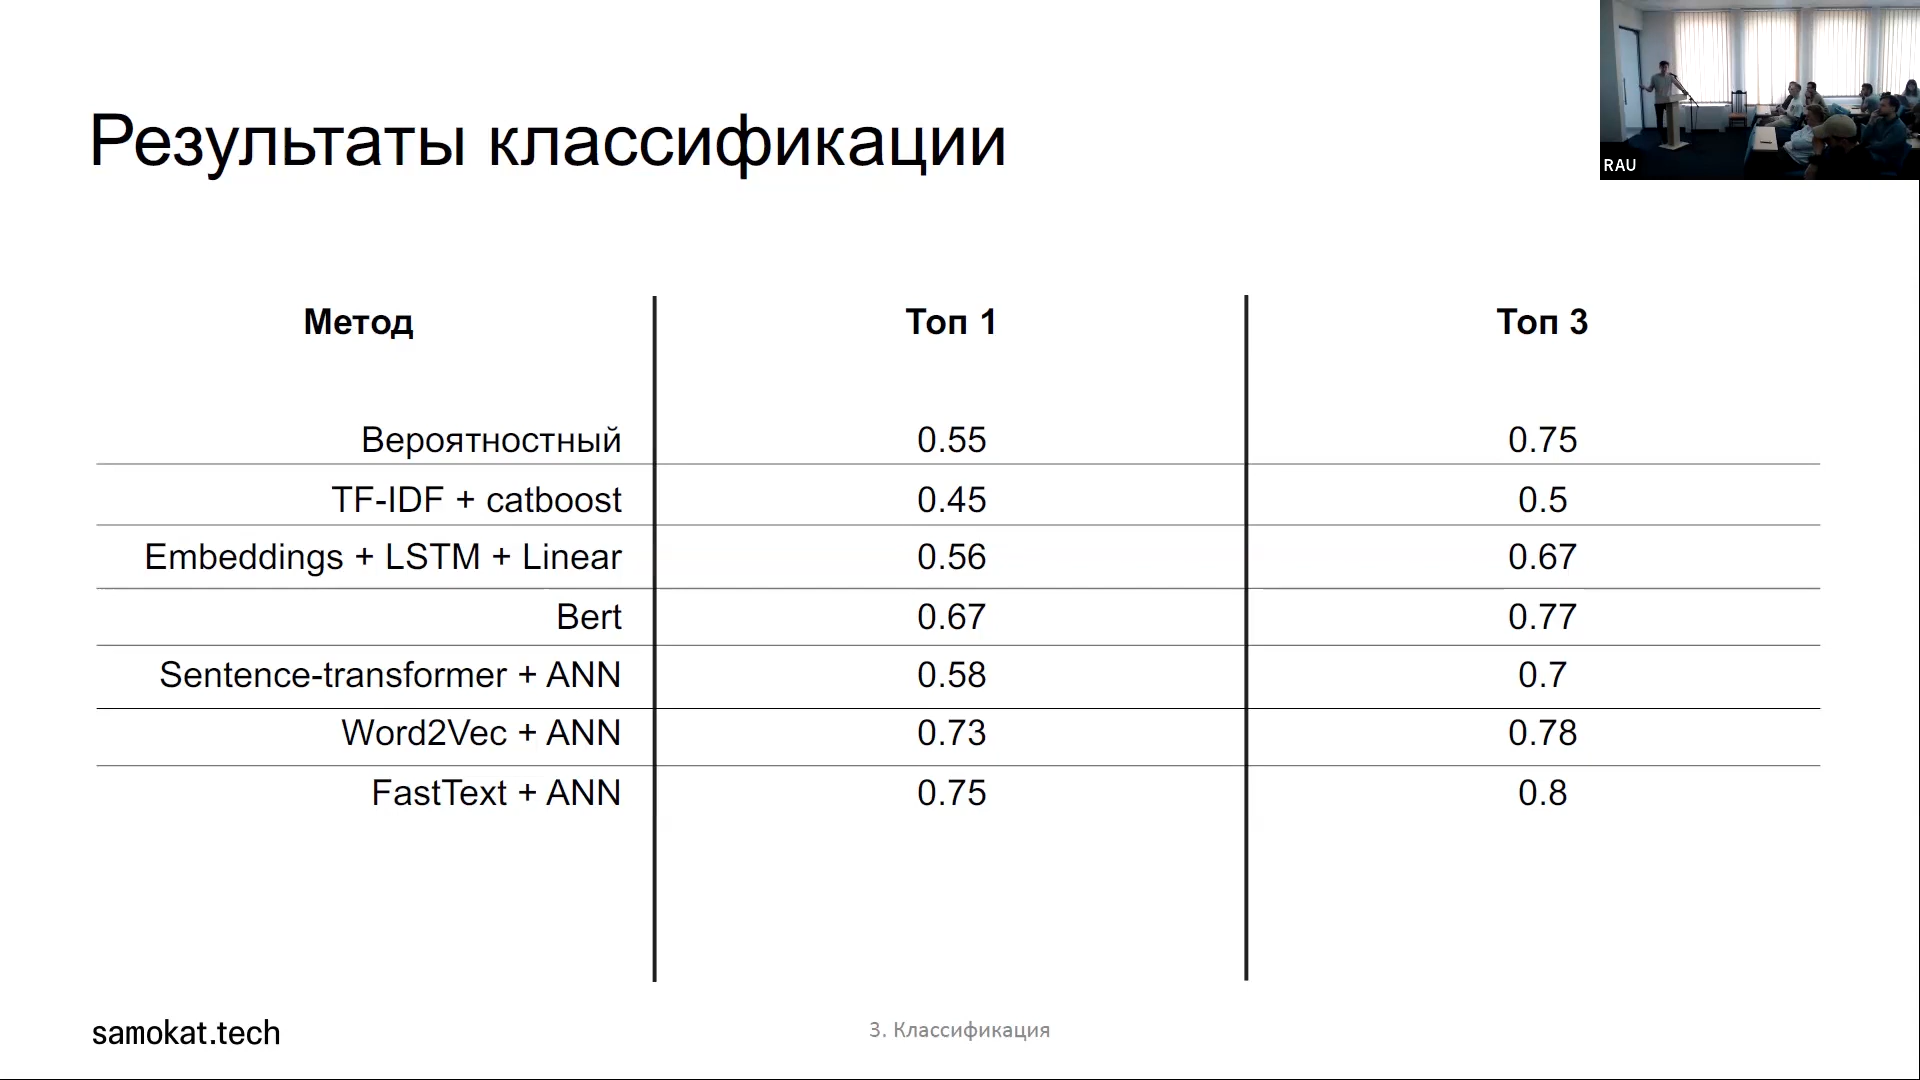 RAU
Результаты классификации
Метод Топ 1 Топ 3
Вероятностный 0.55 0.75
TF-IDF + catboost 0.45 0.5
Embeddings + LSTM + Linear 0.56 0.67
Bert 0.67 0.77
Sentence-transformer + ANN 0.58 0.7
Word2Vec + ANN 0.73 0.78
FastText + ANN 0.75 0.8
samokat.tech 3. Классификация